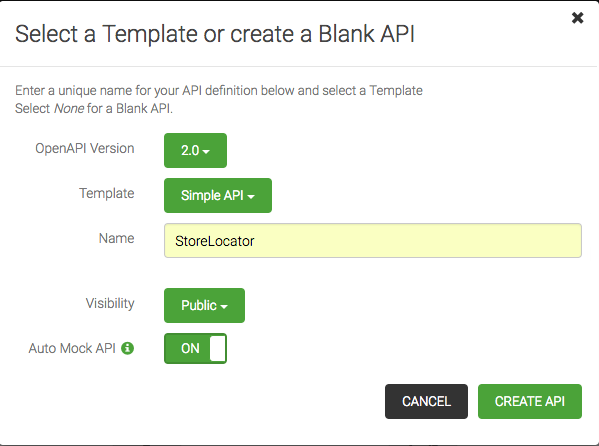 Select a Template or create a Blank API
Enter a unique name for your API definition below and select a Template
Select None for a Blank API.
OpenAPI Version 2.0
Template Simple API
Name StoreLocator
Visibility Public
Auto Mock API ON
CANCEL CREATE API